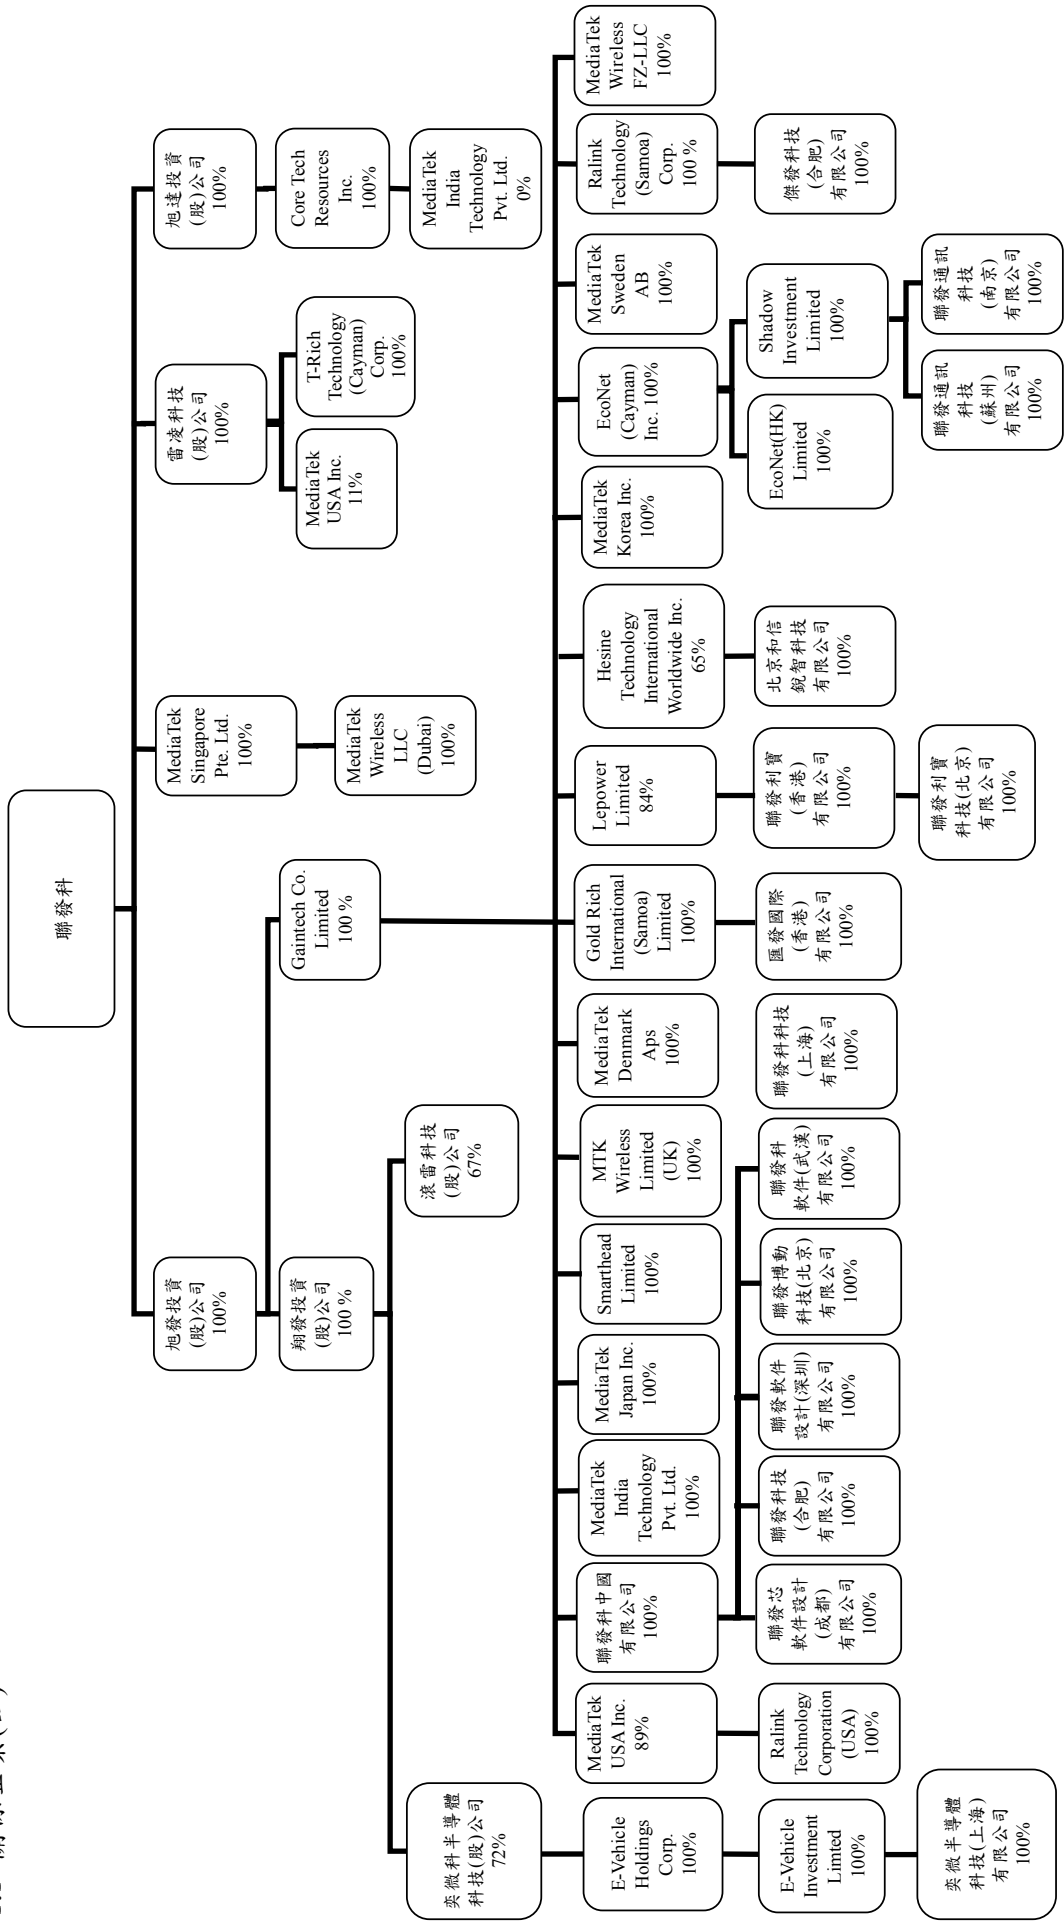 聯發科
旭發投資
(股)公司
100%
MediaTek
Singapore
Pte. Ltd.
100%
雷凌科技
(股)公司
100%
旭達投資
(股)公司
100%
翔發投資
(股)公司
100 %
Gaintech Co.
Limited
100 %
MediaTek
Wireless
LLC
(Dubai)
100%
MediaTek
USA Inc.
11%
T-Rich
Technology
(Cayman)
Corp.
100%
Core Tech
Resources
Inc.
100%
MediaTek
India
Technology
Pvt. Ltd.
0%
奕微科半導體
科技(股)公司
72%
滾雷科技
(股)公司
67%
E-Vehicle
Holdings
Corp.
100%
MediaTek
USA Inc.
89%
聯發科中國
有限公司
100%
MediaTek
India
Technology
Pvt. Ltd.
100%
MediaTek
Japan Inc.
100%
Smarthead
Limited
100%
MTK
Wireless
Limited
(UK)
100%
MediaTek
Denmark
Aps
100%
Gold Rich
International
(Samoa)
Limited
100%
Lepower
Limited
84%
Hesine
Technology
International
Worldwide Inc.
65%
MediaTek
Korea Inc.
100%
EcoNet
(Cayman)
Inc. 100%
MediaTek
Sweden
AB
100%
Ralink
Technology
(Samoa)
Corp.
100 %
MediaTek
Wireless
FZ-LLC
100%
E-Vehicle
Investment
Limted
100%
Ralink
Technology
Corporation
(USA)
100%
聯發芯
軟件設計
(成都)
有限公司
100%
聯發科技
(合肥)
有限公司
100%
聯發軟件
設計(深圳)
有限公司
100%
聯發博動
科技(北京)
有限公司
100%
聯發科
軟件(武漢)
有限公司
100%
聯發科科技
(上海)
有限公司
100%
匯發國際
(香港)
有限公司
100%
聯發利寶
(香港)
有限公司
100%
北京和信
銳智科技
有限公司
100%
EcoNet(HK)
Limited
100%
Shadow
Investment
Limited
100%
傑發科技
(合肥)
有限公司
100%
奕微半導體
科技(上海)
有限公司
100%
聯發利寶
科技(北京)
有限公司
100%
聯發通訊
科技
(蘇州)
有限公司
100%
聯發通訊
科技
(南京)
有限公司
100%